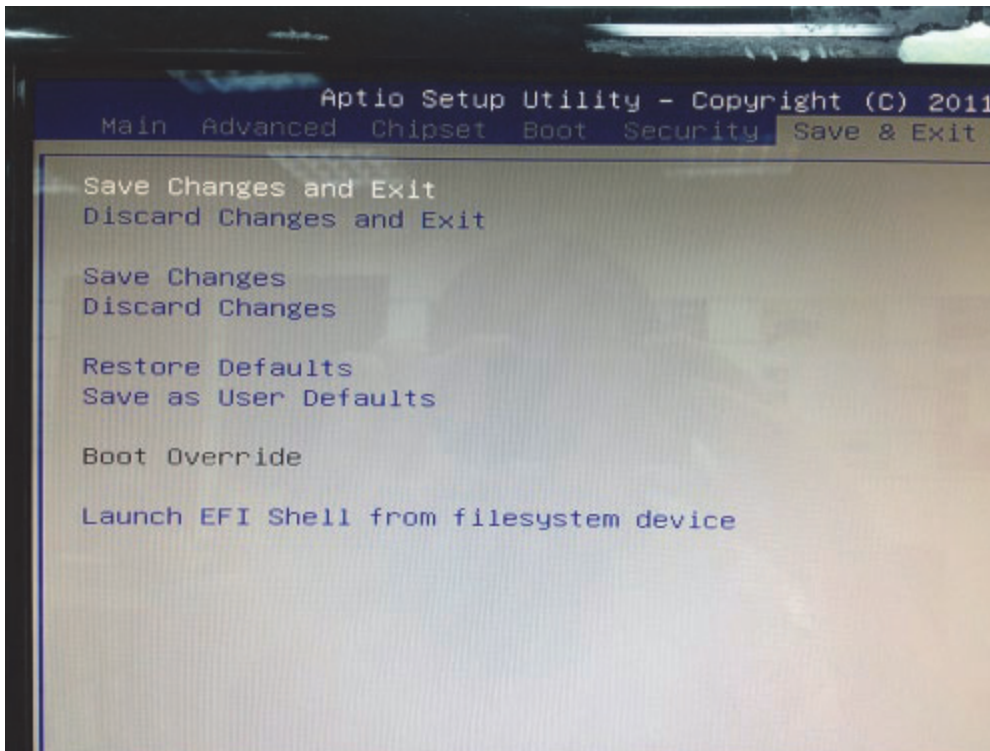 Aptio Setup Utility – Copyright (C) 2011
Main Advanced Chipset Boot Security Save & Exit
Save Changes and Exit
Discard Changes and Exit
Save Changes
Discard Changes
Restore Defaults
Save as User Defaults
Boot Override
Launch EFI Shell from filesystem device